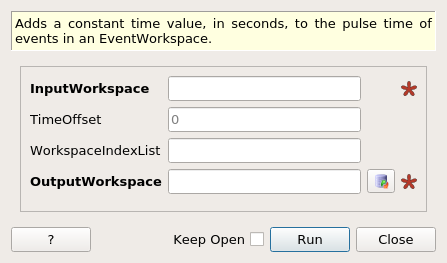 Adds a constant time value, in seconds, to the pulse time of
events in an EventWorkspace.
InputWorkspace
TimeOffset 0
WorkspaceIndexList
OutputWorkspace
? Keep Open Run Close